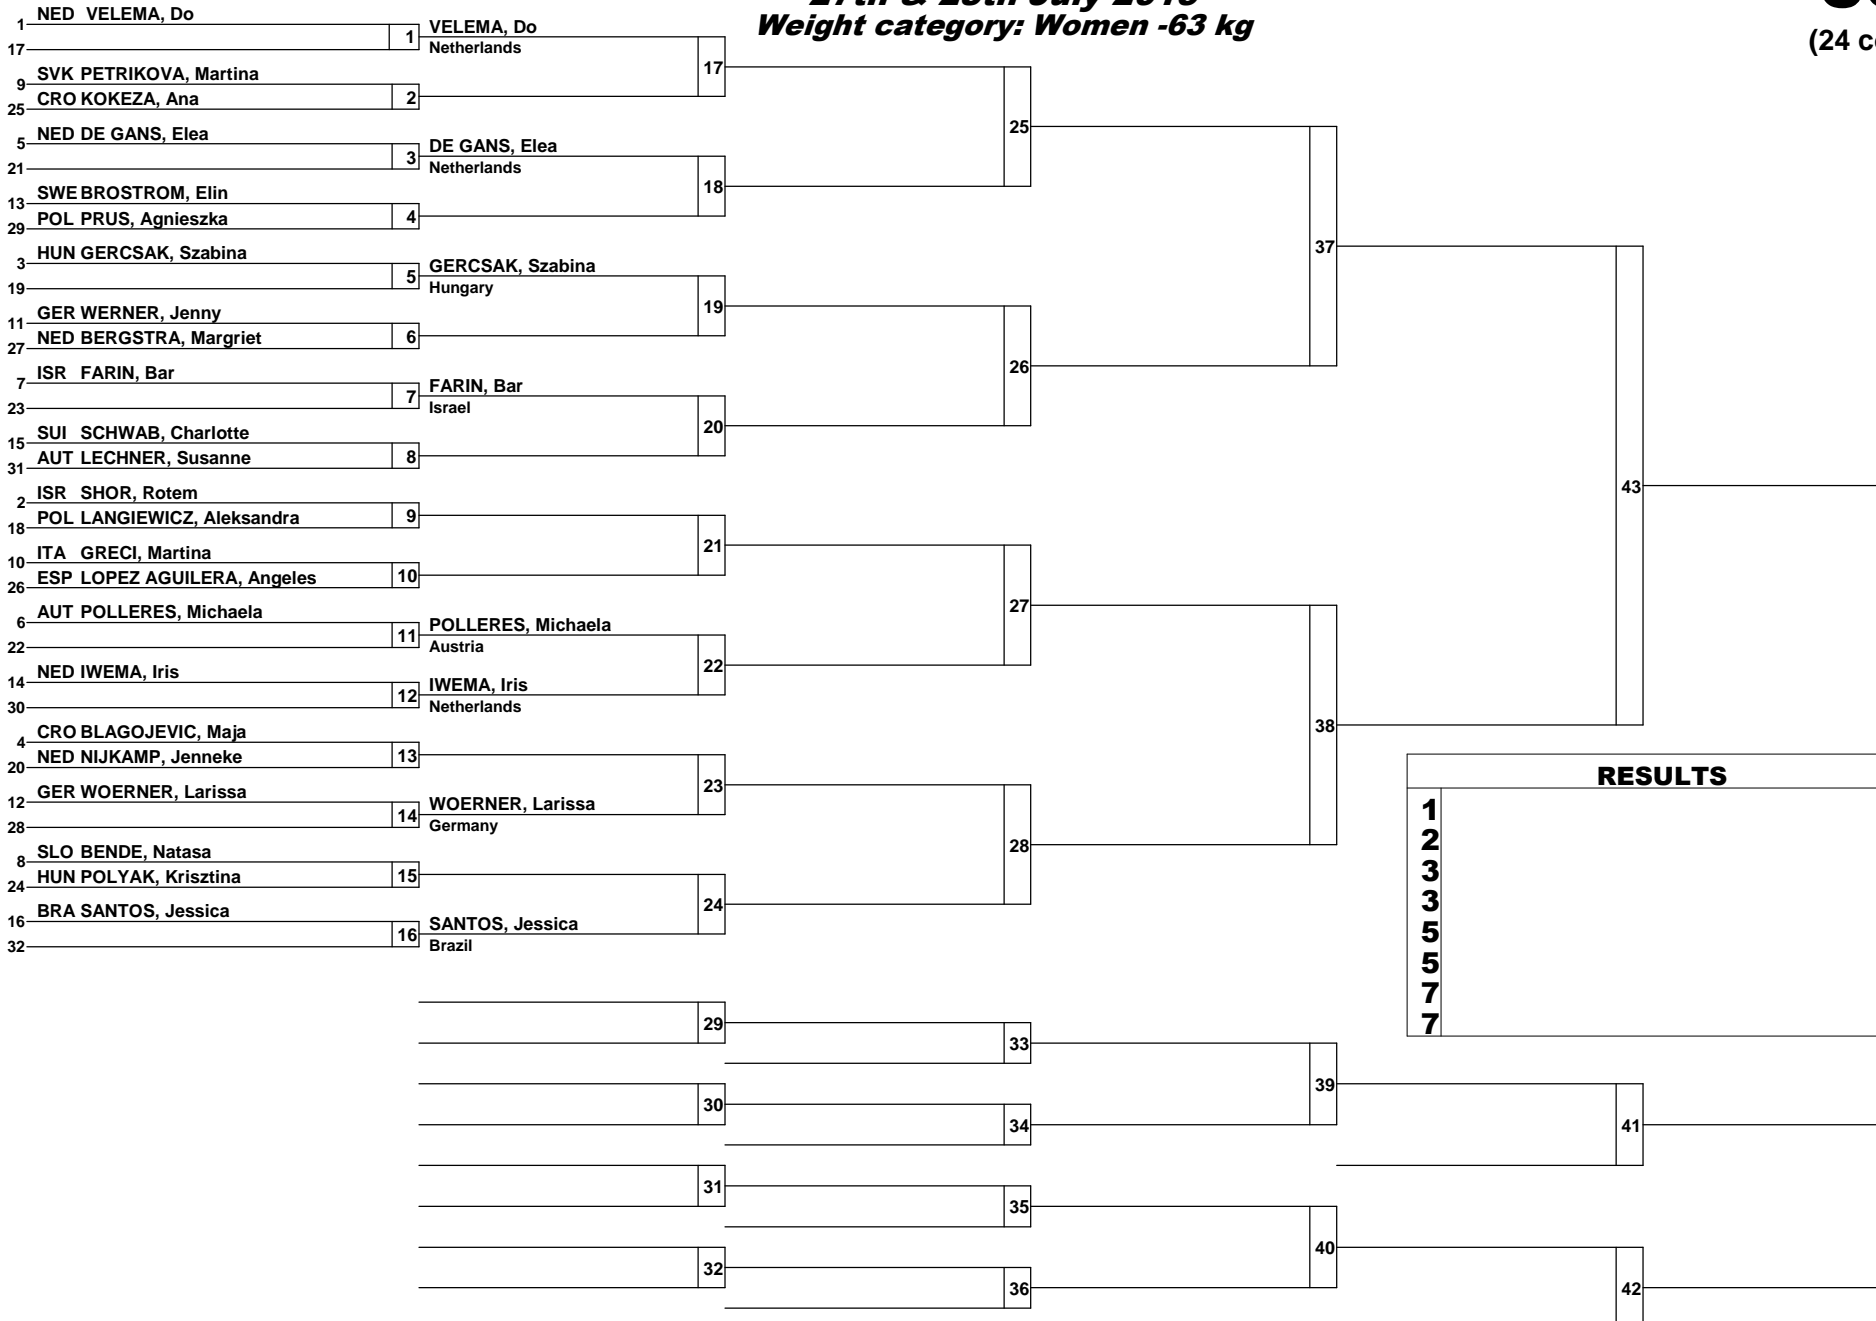 Weight category: Women -63 kg
(24 c
1 NED VELEMA, Do
17
1 VELEMA, Do
Netherlands
9 SVK PETRIKOVA, Martina
25 CRO KOKEZA, Ana
2
17
5 NED DE GANS, Elea
21
3 DE GANS, Elea
Netherlands
13 SWE BROSTROM, Elin
29 POL PRUS, Agnieszka
4
18
25
3 HUN GERCSAK, Szabina
19
5 GERCSAK, Szabina
Hungary
11 GER WERNER, Jenny
27 NED BERGSTRA, Margriet
6
19
7 ISR FARIN, Bar
23
7 FARIN, Bar
Israel
15 SUI SCHWAB, Charlotte
31 AUT LECHNER, Susanne
8
20
26
37
2 ISR SHOR, Rotem
18 POL LANGIEWICZ, Aleksandra
9
10 ITA GRECI, Martina
26 ESP LOPEZ AGUILERA, Angeles
10
21
6 AUT POLLERES, Michaela
22
11 POLLERES, Michaela
Austria
14 NED IWEMA, Iris
30
12 IWEMA, Iris
Netherlands
22
27
4 CRO BLAGOJEVIC, Maja
20 NED NIJKAMP, Jenneke
13
12 GER WOERNER, Larissa
28
14 WOERNER, Larissa
Germany
23
8 SLO BENDE, Natasa
24 HUN POLYAK, Krisztina
15
16 BRA SANTOS, Jessica
32
16 SANTOS, Jessica
Brazil
24
28
38
43
RESULTS
1
2
3
3
5
5
7
7
29
33
30
34
39
41
31
35
32
36
40
42